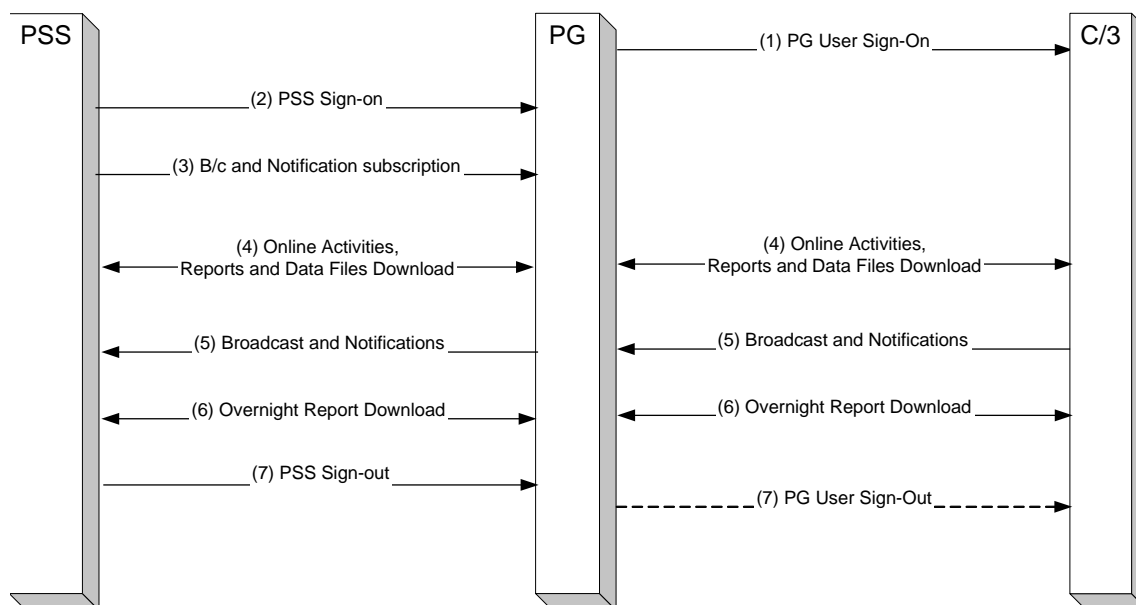 PSS
PG
C/3
(1) PG User Sign-On
(2) PSS Sign-on
(3) B/c and Notification subscription
(4) Online Activities,
Reports and Data Files Download
(4) Online Activities,
Reports and Data Files Download
(5) Broadcast and Notifications
(5) Broadcast and Notifications
(6) Overnight Report Download
(6) Overnight Report Download
(7) PSS Sign-out
(7) PG User Sign-Out